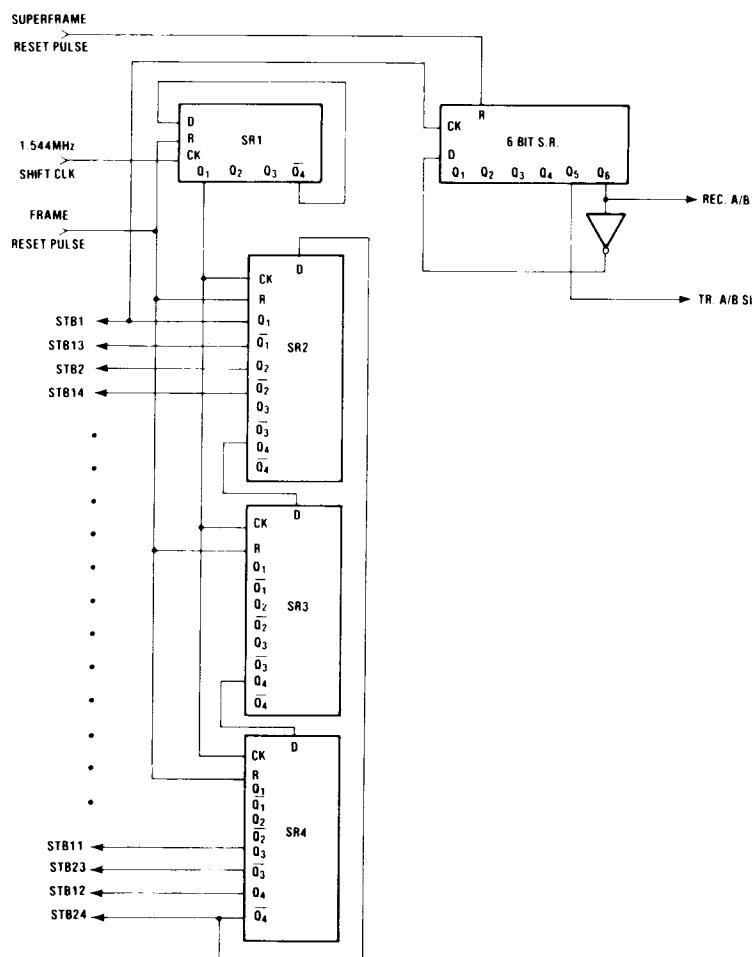 SUPERFRAME
RESET PULSE
R
D
R
CK
SR1
Q1 Q2 Q3 Q̅4
1.544MHz
SHIFT CLK
FRAME
RESET PULSE
CK
D
6 BIT S.R.
Q1 Q2 Q3 Q4 Q5 Q6
REC. A/B
TR. A/B SI
D
CK
R
Q1
Q̅1
Q2
Q̅2
Q3
Q̅3
Q4
Q̅4
SR2
STB1
STB13
STB2
STB14
D
CK
R
Q1
Q̅1
Q2
Q̅2
Q3
Q̅3
Q4
Q̅4
SR3
D
CK
R
Q1
Q̅1
Q2
Q̅2
Q3
Q̅3
Q4
Q̅4
SR4
STB11
STB23
STB12
STB24